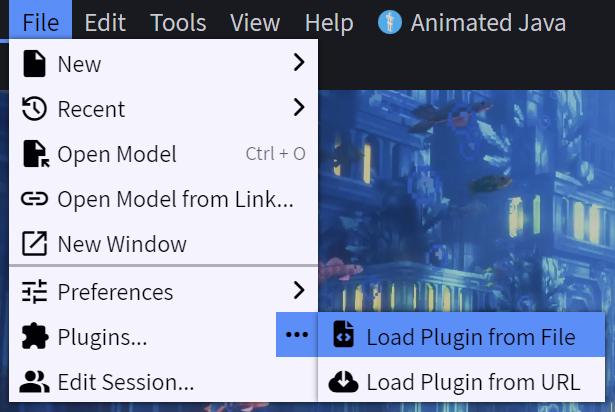 File Edit Tools View Help Animated Java
New
Recent
Open Model Ctrl + O
Open Model from Link...
New Window
Preferences
Plugins... Load Plugin from File
Edit Session... Load Plugin from URL